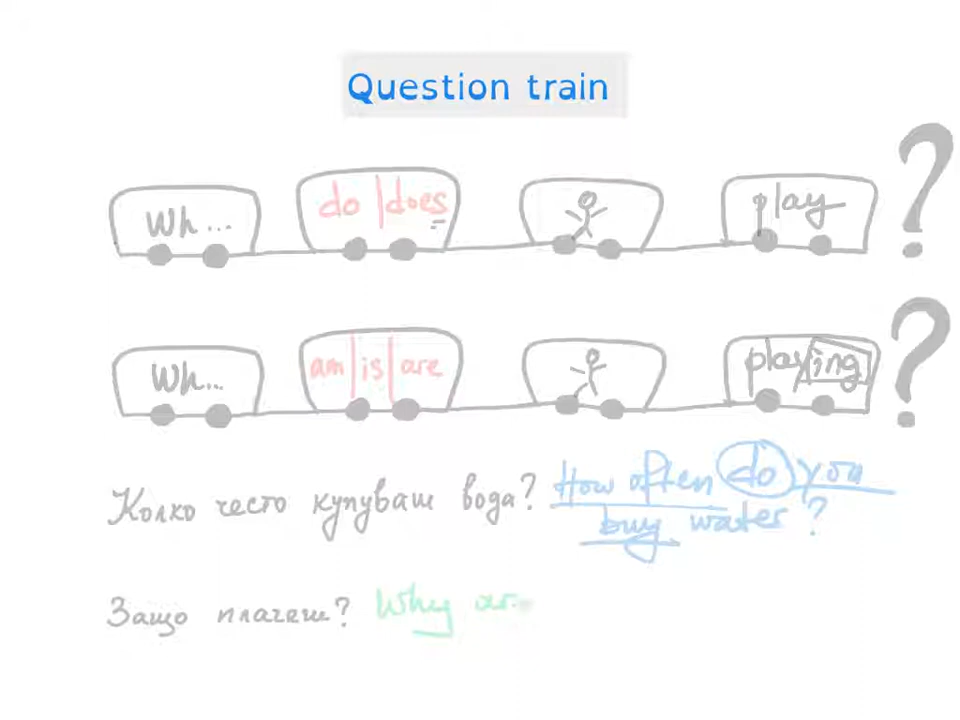 Question train
Wh... do does play ?
Wh... am is are playing ?
Колко често купуваш вода? How often do you
buy water ?
Защо плачеш? Why ar